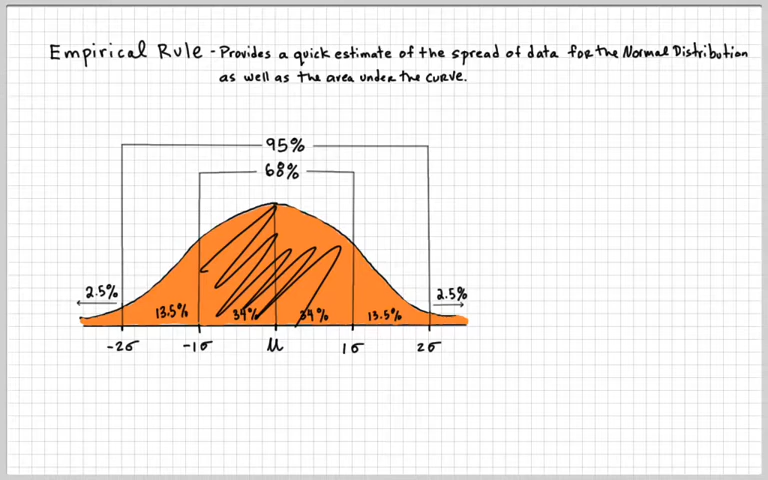 Empirical Rule - Provides a quick estimate of the spread of data for the Normal Distribution
as well as the area under the curve.
95%
68%
2.5% 2.5%
13.5% 34% 34% 13.5%
-2σ -1σ μ 1σ 2σ